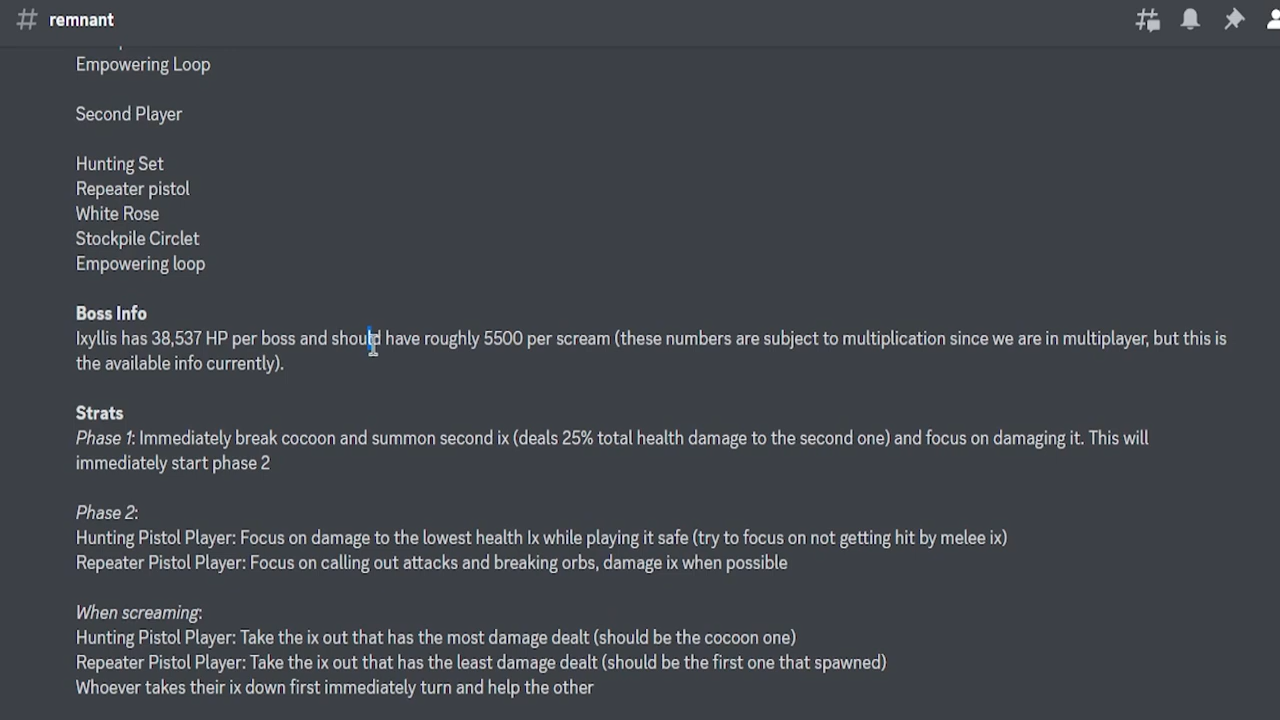 # remnant
Empowering Loop
Second Player
Hunting Set
Repeater pistol
White Rose
Stockpile Circlet
Empowering loop
Boss Info
Ixyllis has 38,537 HP per boss and should have roughly 5500 per scream (these numbers are subject to multiplication since we are in multiplayer, but this is
the available info currently).
Strats
Phase 1: Immediately break cocoon and summon second ix (deals 25% total health damage to the second one) and focus on damaging it. This will
immediately start phase 2
Phase 2:
Hunting Pistol Player: Focus on damage to the lowest health Ix while playing it safe (try to focus on not getting hit by melee ix)
Repeater Pistol Player: Focus on calling out attacks and breaking orbs, damage ix when possible
When screaming:
Hunting Pistol Player: Take the ix out that has the most damage dealt (should be the cocoon one)
Repeater Pistol Player: Take the ix out that has the least damage dealt (should be the first one that spawned)
Whoever takes their ix down first immediately turn and help the other